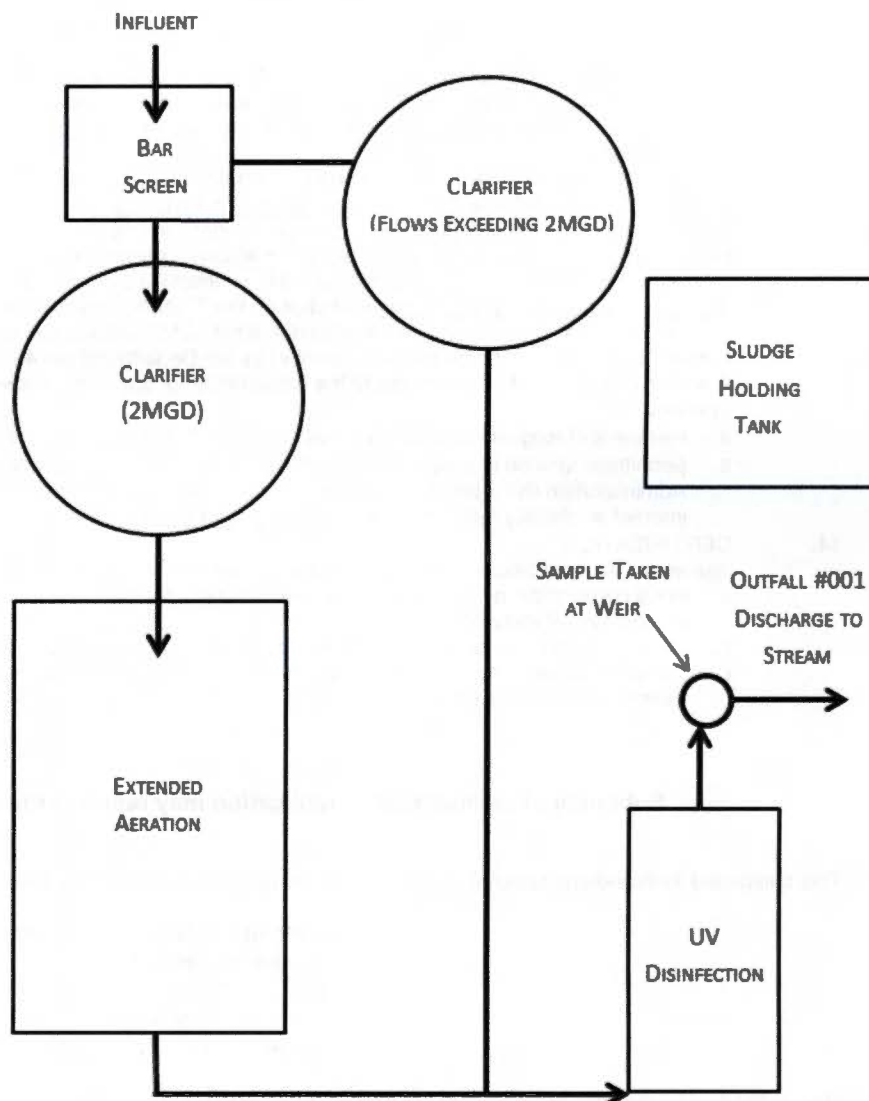 INFLUENT
BAR
SCREEN
CLARIFIER
(FLOWS EXCEEDING 2MGD)
CLARIFIER
(2MGD)
SLUDGE
HOLDING
TANK
SAMPLE TAKEN
AT WEIR
OUTFALL #001
DISCHARGE TO
STREAM
EXTENDED
AERATION
UV
DISINFECTION